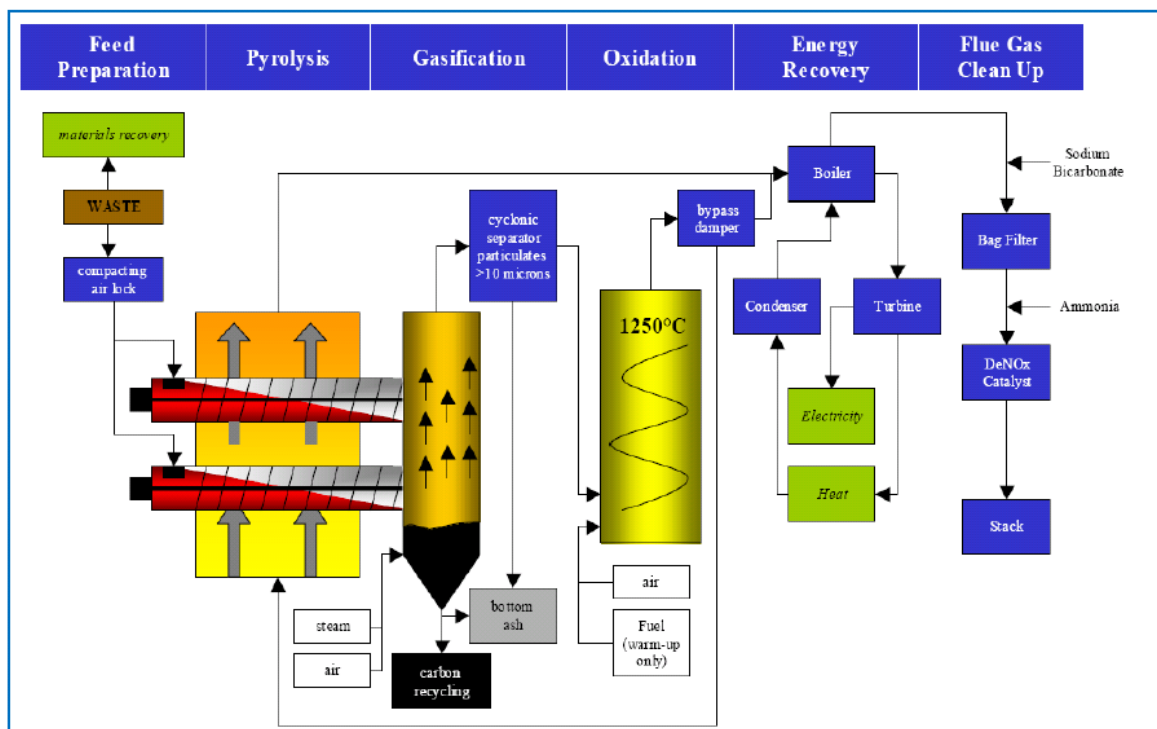 Feed
Preparation
Pyrolysis
Gasification
Oxidation
Energy
Recovery
Flue Gas
Clean Up
materials recovery
WASTE
compacting
air lock
cyclonic
separator
particulates
>10 microns
bypass
damper
Boiler
Sodium
Bicarbonate
Bag Filter
1250°C
Condenser
Turbine
Ammonia
DeNOx
Catalyst
Electricity
Heat
Stack
steam
air
bottom
ash
carbon
recycling
air
Fuel
(warm-up
only)